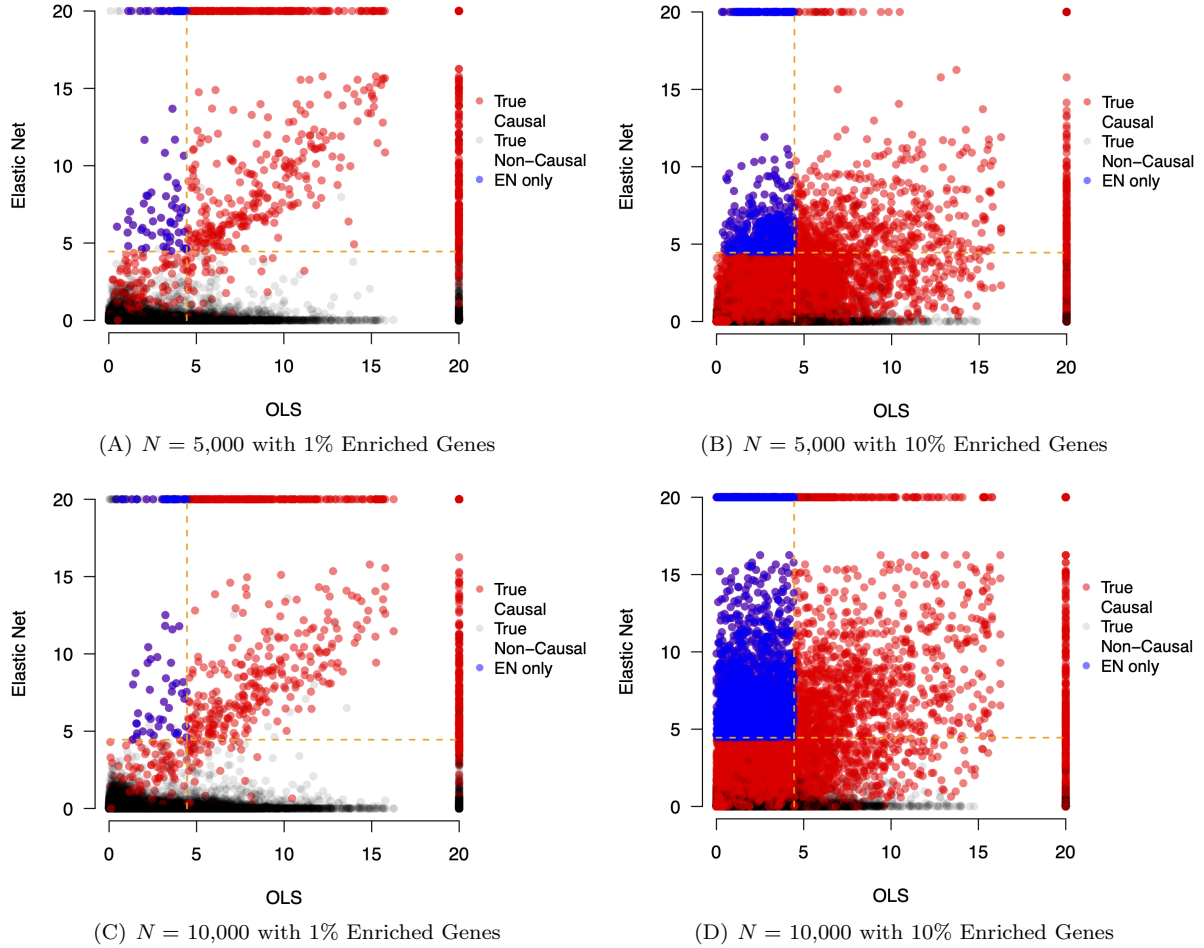 20
15
10
5
0
Elastic Net
0
5
10
15
20
OLS
True
Causal
True
Non−Causal
EN only
(A) N = 5,000 with 1% Enriched Genes
20
15
10
5
0
Elastic Net
0
5
10
15
20
OLS
True
Causal
True
Non−Causal
EN only
(B) N = 5,000 with 10% Enriched Genes
20
15
10
5
0
Elastic Net
0
5
10
15
20
OLS
True
Causal
True
Non−Causal
EN only
(C) N = 10,000 with 1% Enriched Genes
20
15
10
5
0
Elastic Net
0
5
10
15
20
OLS
True
Causal
True
Non−Causal
EN only
(D) N = 10,000 with 10% Enriched Genes